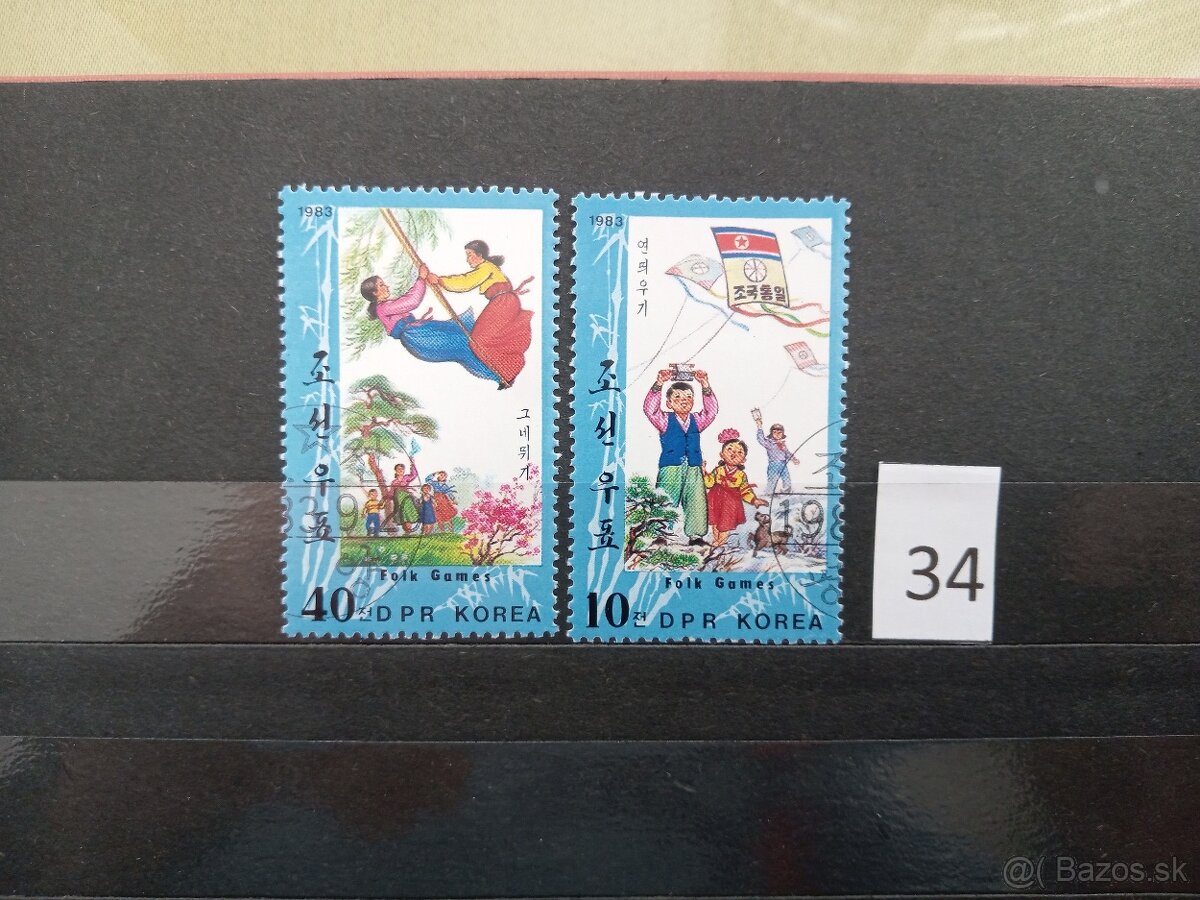 1983
조선우표
그네뛰기
Folk Games
40전 DPR KOREA
1983
연띄우기
조국통일
조선우표
Folk Games
10전 DPR KOREA
34
Bazos.sk